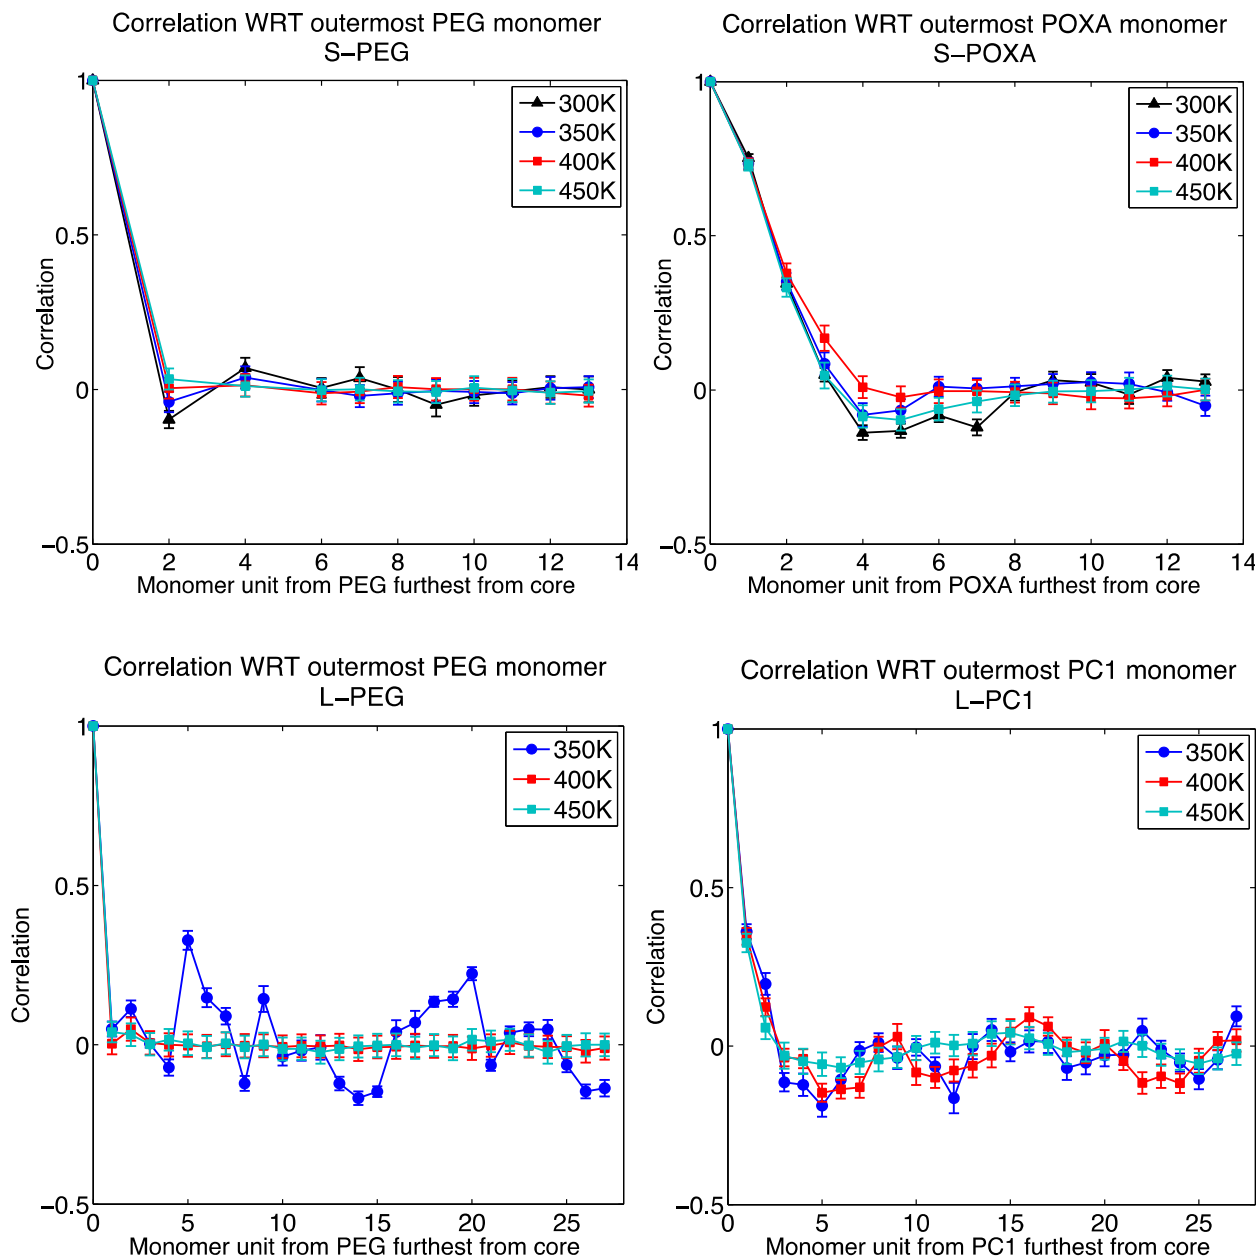 Correlation WRT outermost PEG monomer
S−PEG
1
0.5
0
−0.5
0 2 4 6 8 10 12 14
Correlation
Monomer unit from PEG furthest from core
300K
350K
400K
450K
Correlation WRT outermost POXA monomer
S−POXA
1
0.5
0
−0.5
0 2 4 6 8 10 12 14
Correlation
Monomer unit from POXA furthest from core
300K
350K
400K
450K
Correlation WRT outermost PEG monomer
L−PEG
1
0.5
0
−0.5
0 5 10 15 20 25
Correlation
Monomer unit from PEG furthest from core
350K
400K
450K
Correlation WRT outermost PC1 monomer
L−PC1
1
0.5
0
−0.5
0 5 10 15 20 25
Correlation
Monomer unit from PC1 furthest from core
350K
400K
450K